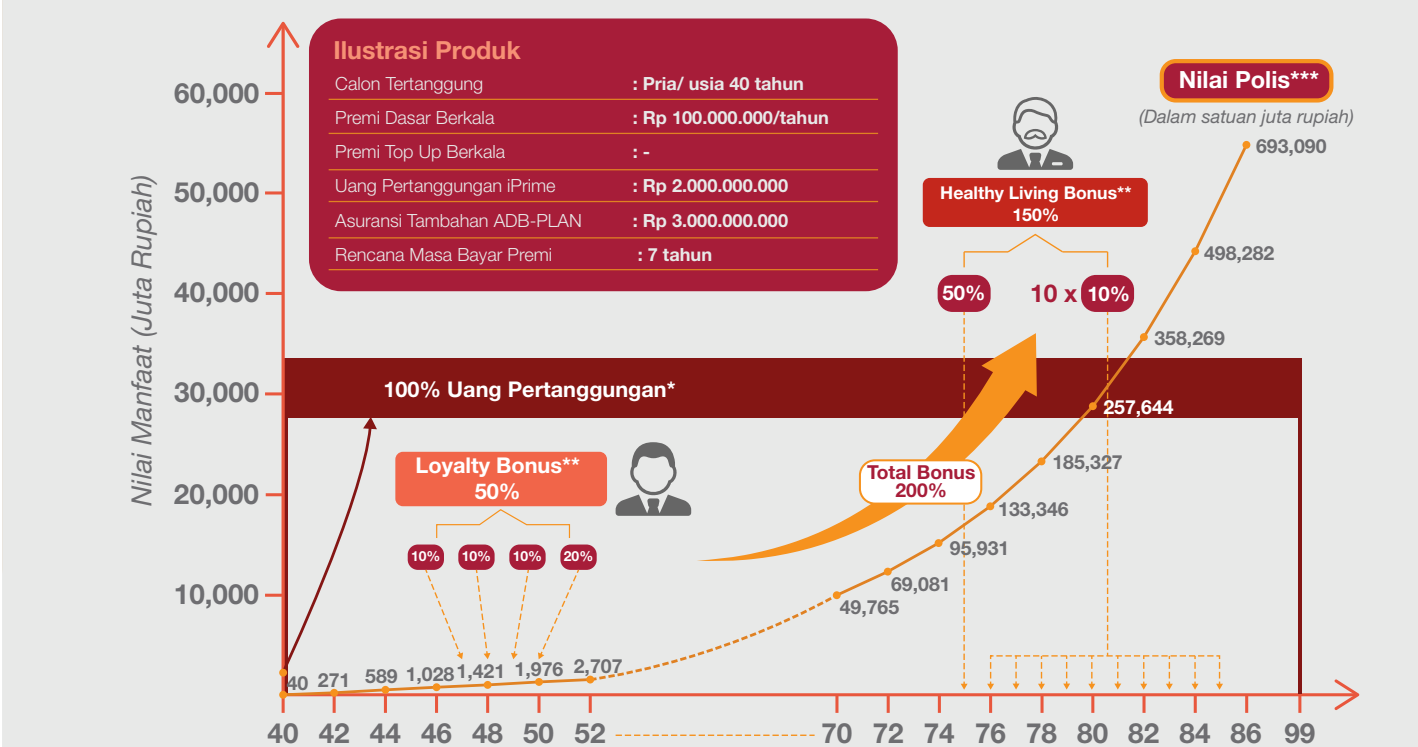 Ilustrasi Produk
Calon Tertanggung : Pria/ usia 40 tahun
Premi Dasar Berkala : Rp 100.000.000/tahun
Premi Top Up Berkala : -
Uang Pertanggungan iPrime : Rp 2.000.000.000
Asuransi Tambahan ADB-PLAN : Rp 3.000.000.000
Rencana Masa Bayar Premi : 7 tahun
Nilai Polis***
(Dalam satuan juta rupiah)
Nilai Manfaat (Juta Rupiah)
60,000
50,000
40,000
30,000
20,000
10,000
Healthy Living Bonus**
150%
50%
10 x 10%
100% Uang Pertanggungan*
Loyalty Bonus**
50%
10% 10% 10% 20%
Total Bonus
200%
40 271 589 1,028 1,421 1,976 2,707
49,765
69,081
95,931
133,346
185,327
257,644
358,269
498,282
693,090
40 42 44 46 48 50 52 70 72 74 76 78 80 82 84 86 99